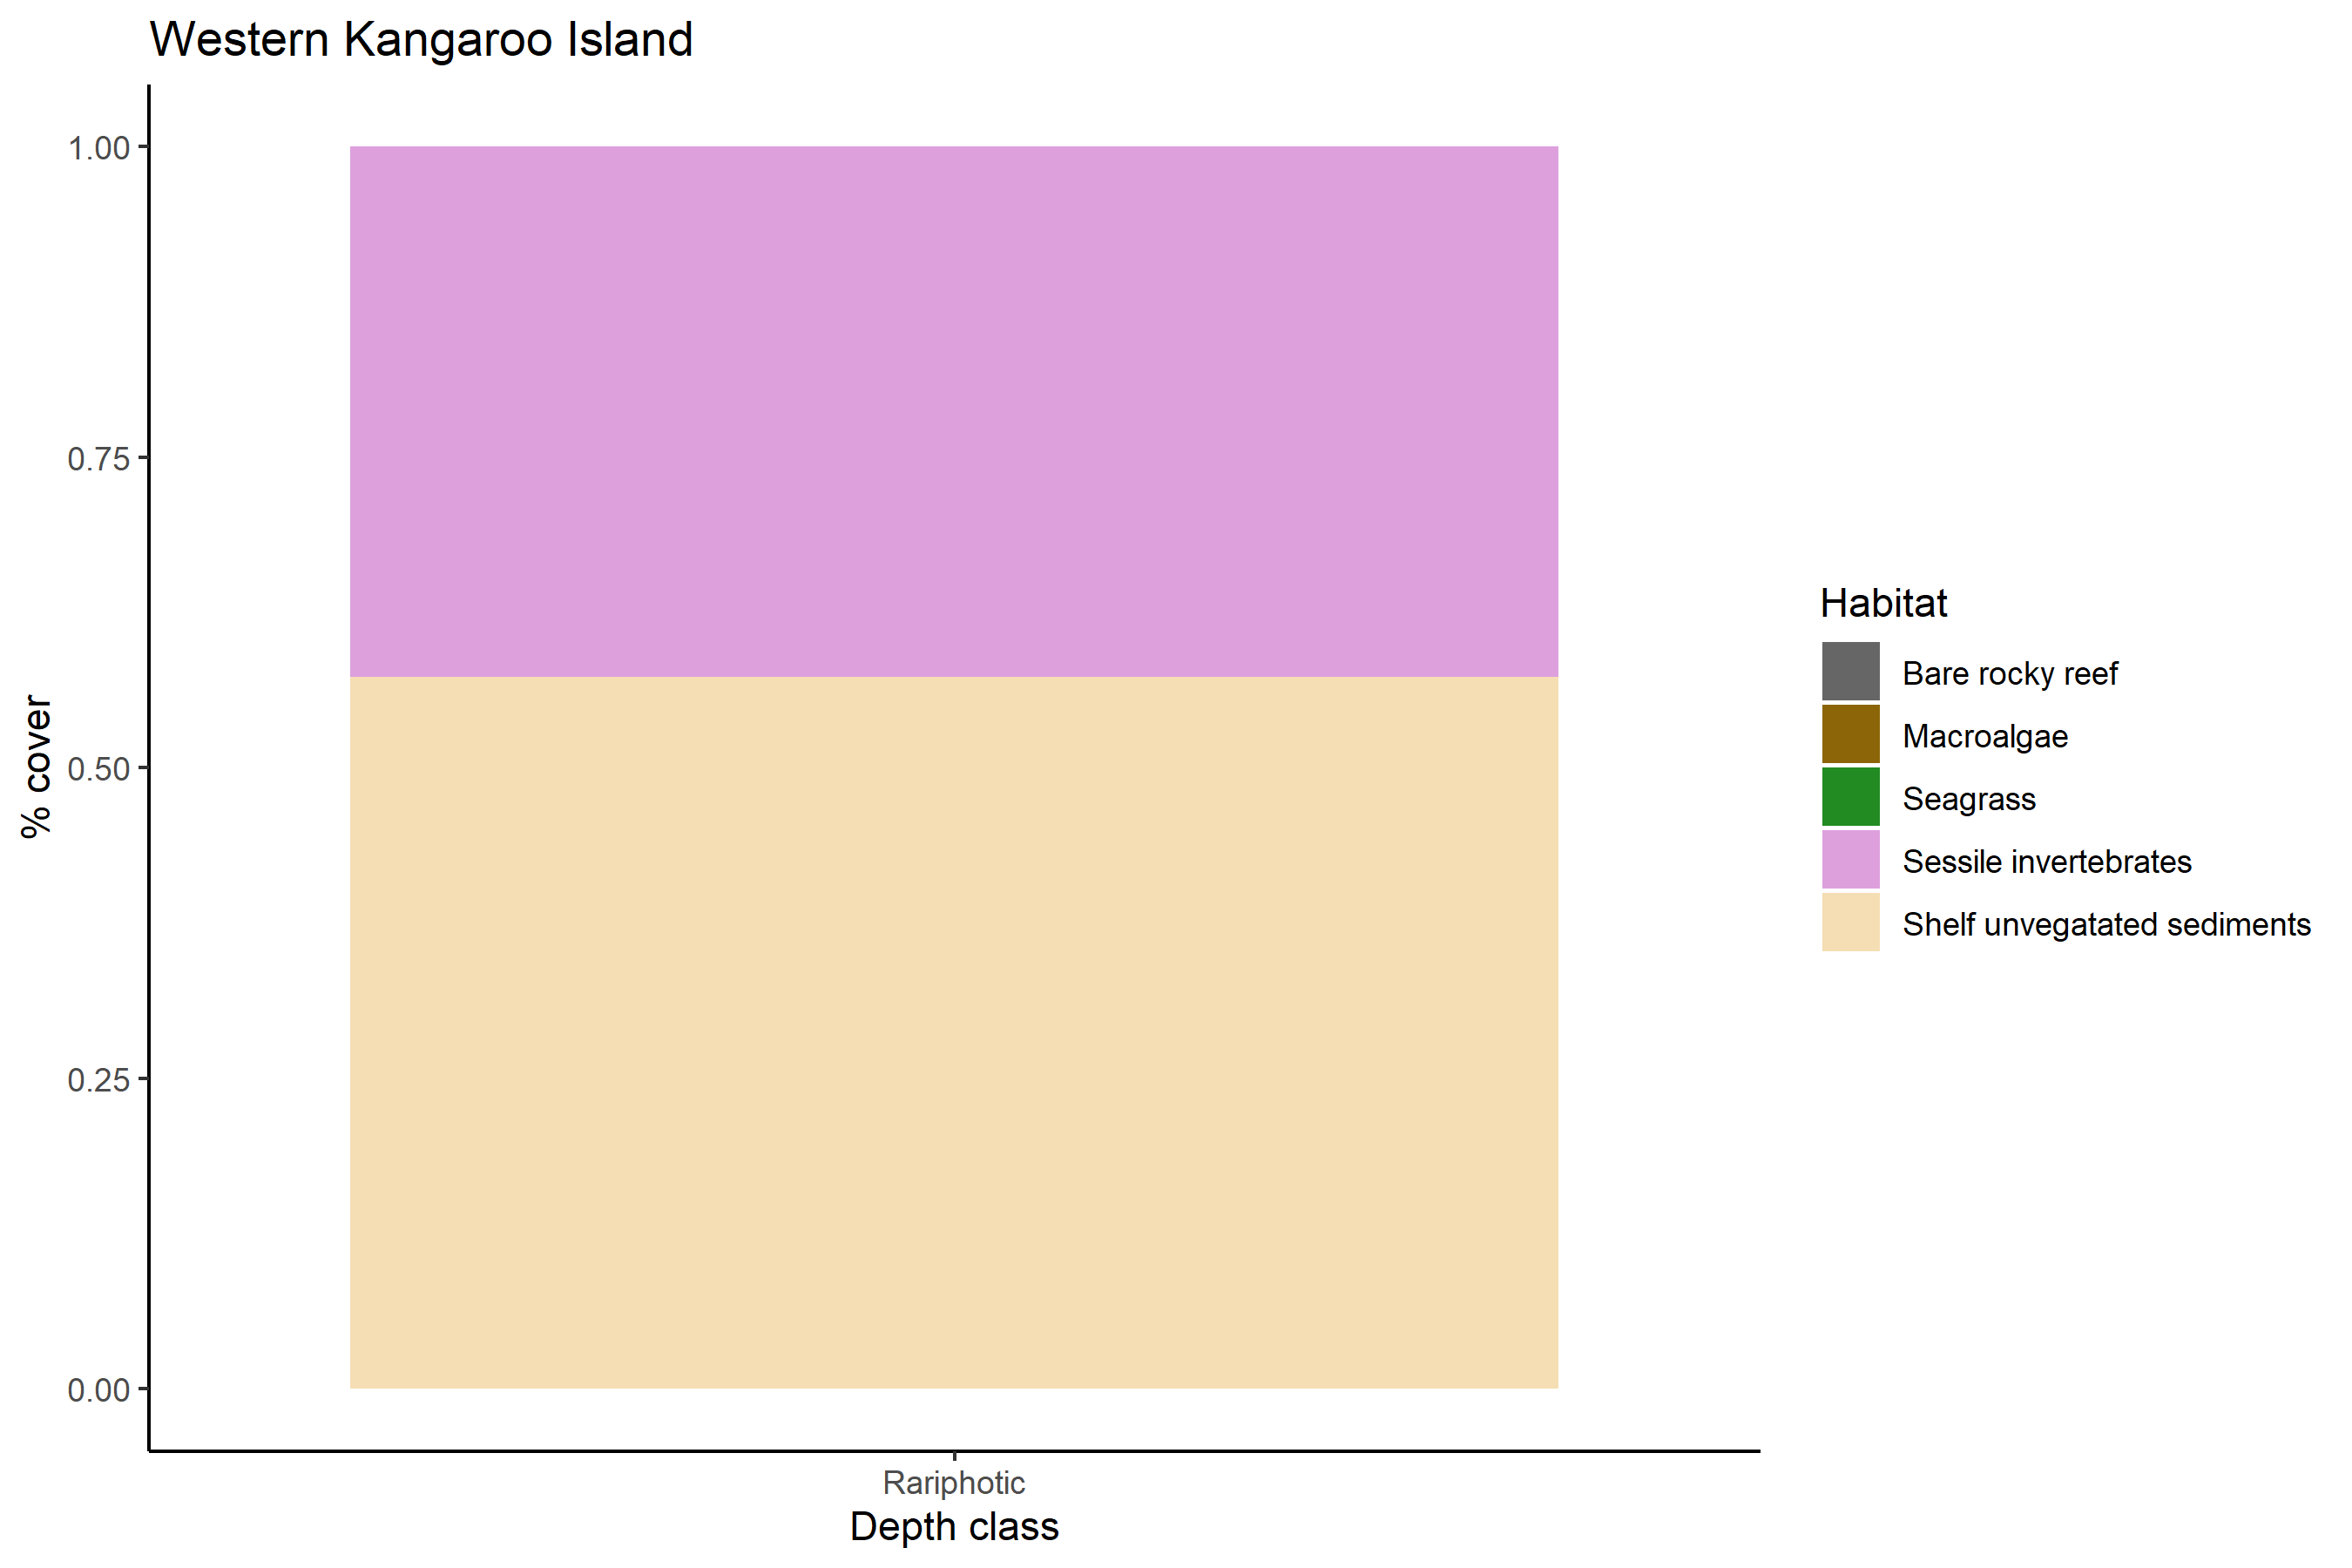 Western Kangaroo Island
1.00
0.75
0.50
0.25
0.00
% cover
Rariphotic
Depth class
Habitat
Bare rocky reef
Macroalgae
Seagrass
Sessile invertebrates
Shelf unvegatated sediments